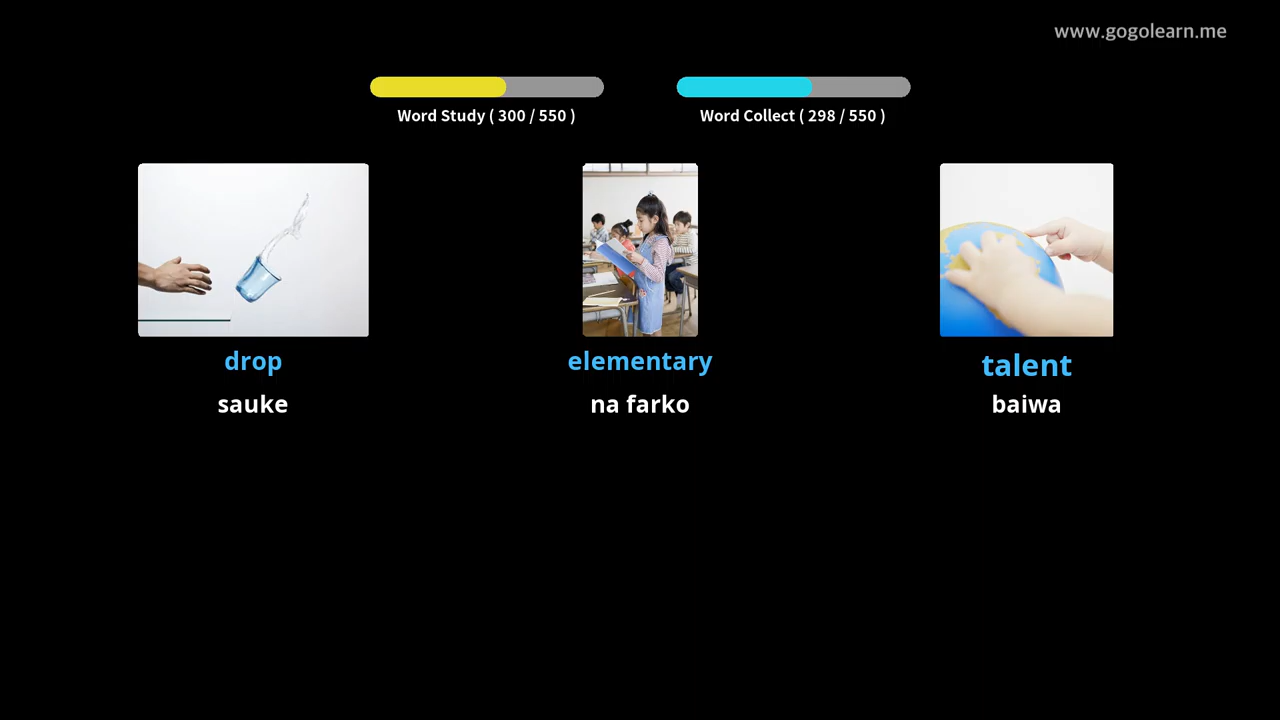 www.gogolearn.me
Word Study ( 300 / 550 )
Word Collect ( 298 / 550 )
drop
elementary
talent
sauke
na farko
baiwa